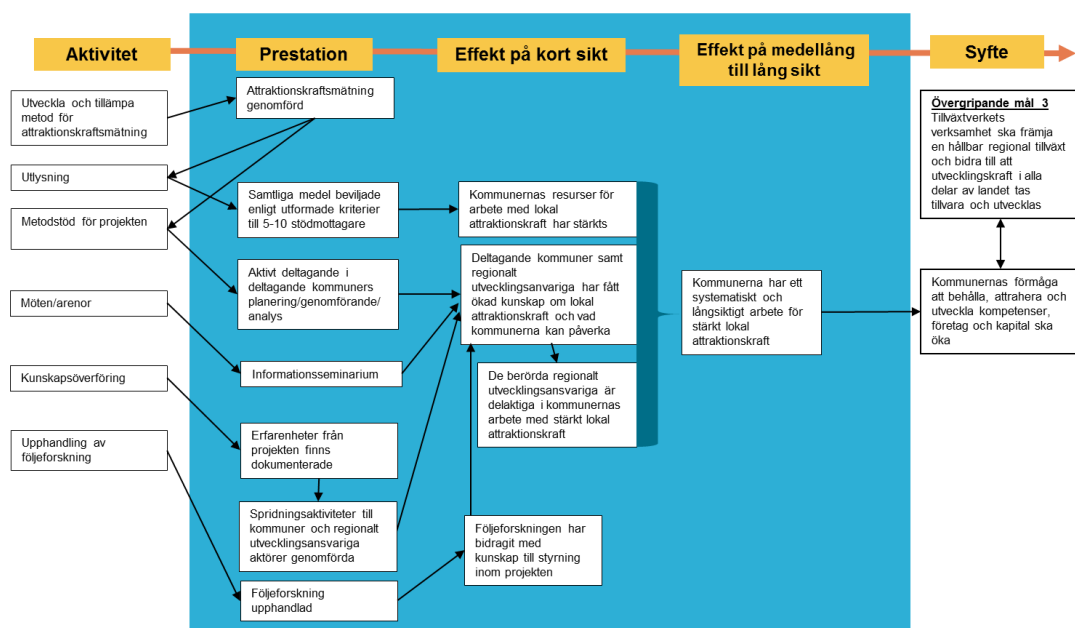 Aktivitet
Prestation
Effekt på kort sikt
Effekt på medellång
till lång sikt
Syfte
Utveckla och tillämpa
metod för
attraktionskraftsmätning
Utlysning
Metodstöd för projekten
Möten/arenor
Kunskapsöverföring
Upphandling av
följeforskning
Attraktionskraftsmätning
genomförd
Samtliga medel beviljade
enligt utformade kriterier
till 5-10 stödmottagare
Aktivt deltagande i
deltagande kommuners
planering/genomförande/
analys
Informationsseminarium
Erfarenheter från
projekten finns
dokumenterade
Spridningsaktiviteter till
kommuner och regionalt
utvecklingsansvariga
aktörer genomförda
Följeforskning
upphandlad
Kommunernas resurser för
arbete med lokal
attraktionskraft har stärkts
Deltagande kommuner samt
regionalt
utvecklingsanvariga har fått
ökad kunskap om lokal
attraktionskraft och vad
kommunerna kan påverka
De berörda regionalt
utvecklingsansvariga är
delaktiga i kommunernas
arbete med stärkt lokal
attraktionskraft
Följeforskningen har
bidragit med
kunskap till styrning
inom projekten
Kommunerna har ett
systematiskt och
långsiktigt arbete för
stärkt lokal
attraktionskraft
Övergripande mål 3
Tillväxtverkets
verksamhet ska främja
en hållbar regional tillväxt
och bidra till att
utvecklingskraft i alla
delar av landet tas
tillvara och utvecklas
Kommunernas förmåga
att behålla, attrahera och
utveckla kompetenser,
företag och kapital ska
öka